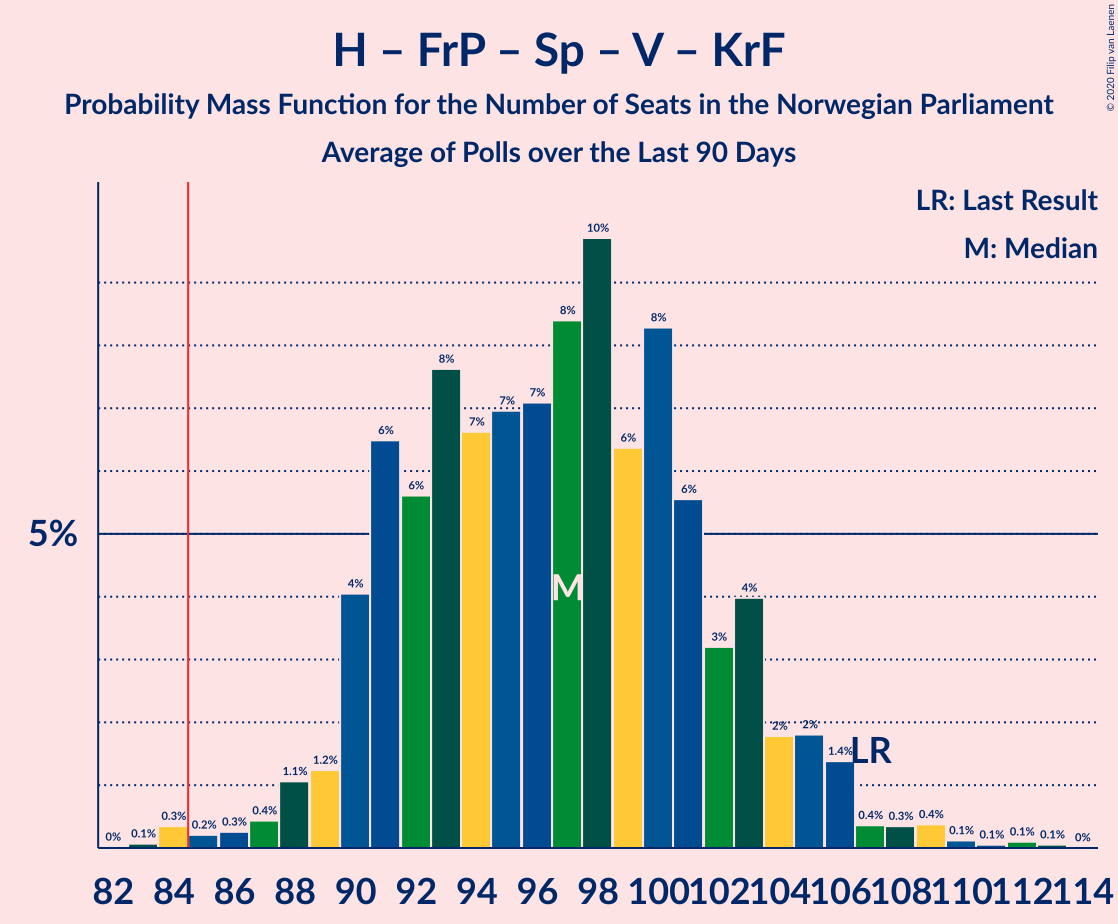 H – FrP – Sp – V – KrF
Probability Mass Function for the Number of Seats in the Norwegian Parliament
Average of Polls over the Last 90 Days
© 2020 Filip van Laenen
LR: Last Result
M: Median
5%
0% 0.1% 0.3% 0.2% 0.3% 0.4% 1.1% 1.2% 4% 6% 6% 8% 7% 7% 7% 8% 10% 6% 8% 6% 3% 4% 2% 2% 1.4% 0.4% 0.3% 0.4% 0.1% 0.1% 0.1% 0.1% 0%
M
LR
82 84 86 88 90 92 94 96 98 100 102 104 106 108 110 112 114